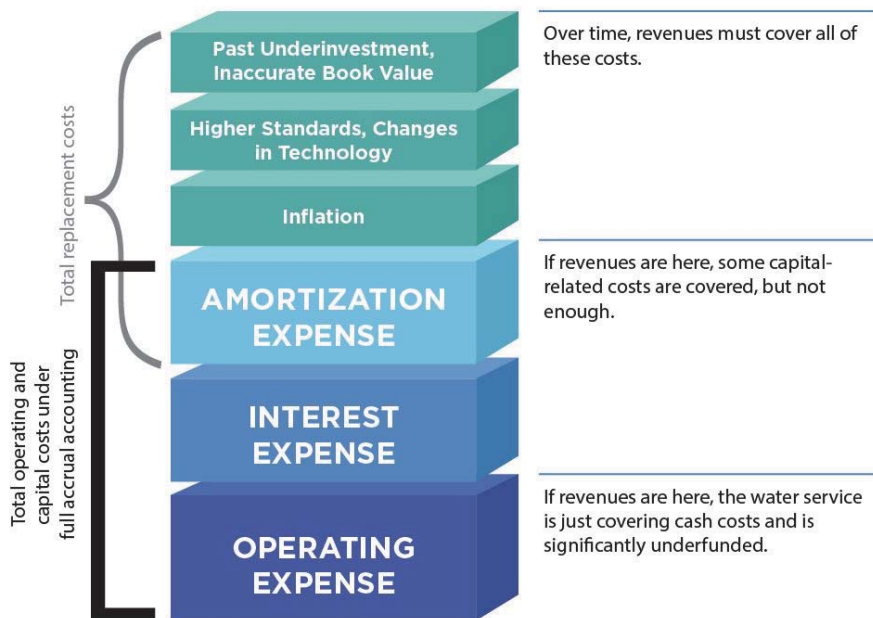 Past Underinvestment,
Inaccurate Book Value
Higher Standards, Changes
in Technology
Inflation
AMORTIZATION
EXPENSE
INTEREST
EXPENSE
OPERATING
EXPENSE
Total replacement costs
Total operating and
capital costs under
full accrual accounting
Over time, revenues must cover all of
these costs.
If revenues are here, some capital-
related costs are covered, but not
enough.
If revenues are here, the water service
is just covering cash costs and is
significantly underfunded.